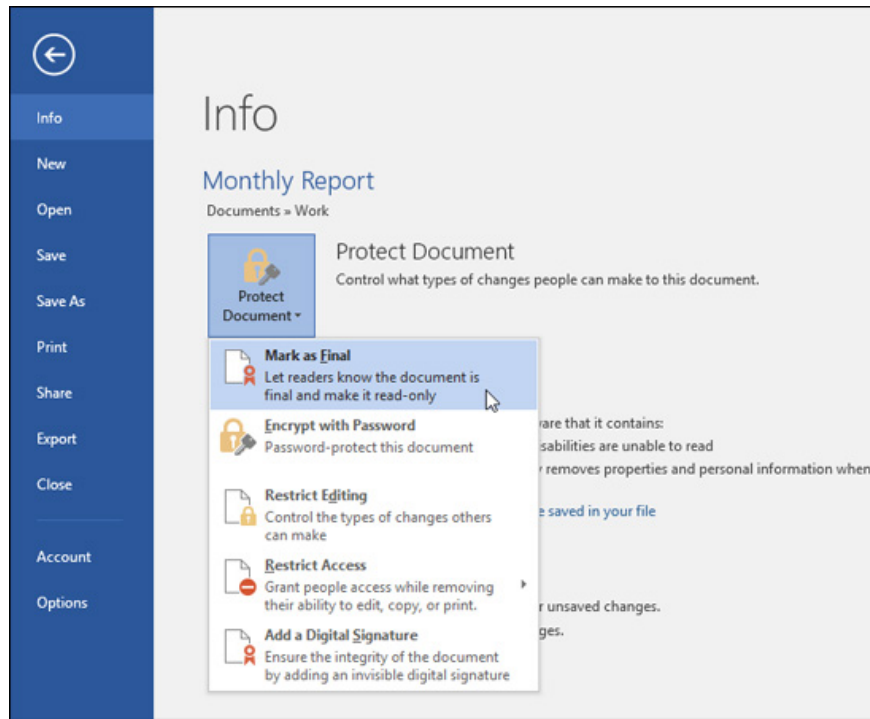 Info
New
Open
Save
Save As
Print
Share
Export
Close
Account
Options
Info
Monthly Report
Documents » Work
Protect Document
Control what types of changes people can make to this document.
Protect
Document
Mark as Final
Let readers know the document is
final and make it read-only
Encrypt with Password
Password-protect this document
Restrict Editing
Control the types of changes others
can make
Restrict Access
Grant people access while removing
their ability to edit, copy, or print.
Add a Digital Signature
Ensure the integrity of the document
by adding an invisible digital signature
that it contains:
are unable to read
removes properties and personal information when
saved in your file
unsaved changes.